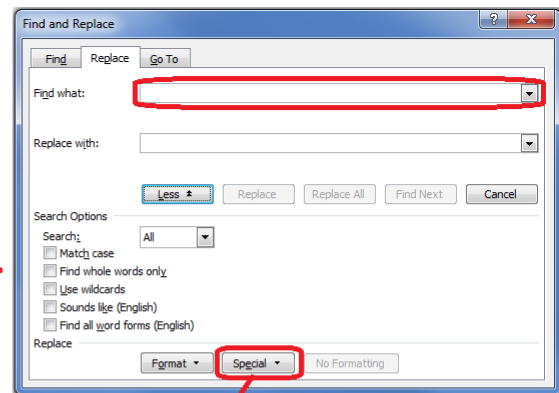 Find and Replace
Find Replace Go To
Find what:
Replace with:
Less Replace Replace All Find Next Cancel
Search Options
Search: All
Match case
Find whole words only
Use wildcards
Sounds like (English)
Find all word forms (English)
Replace
Format Special No Formatting